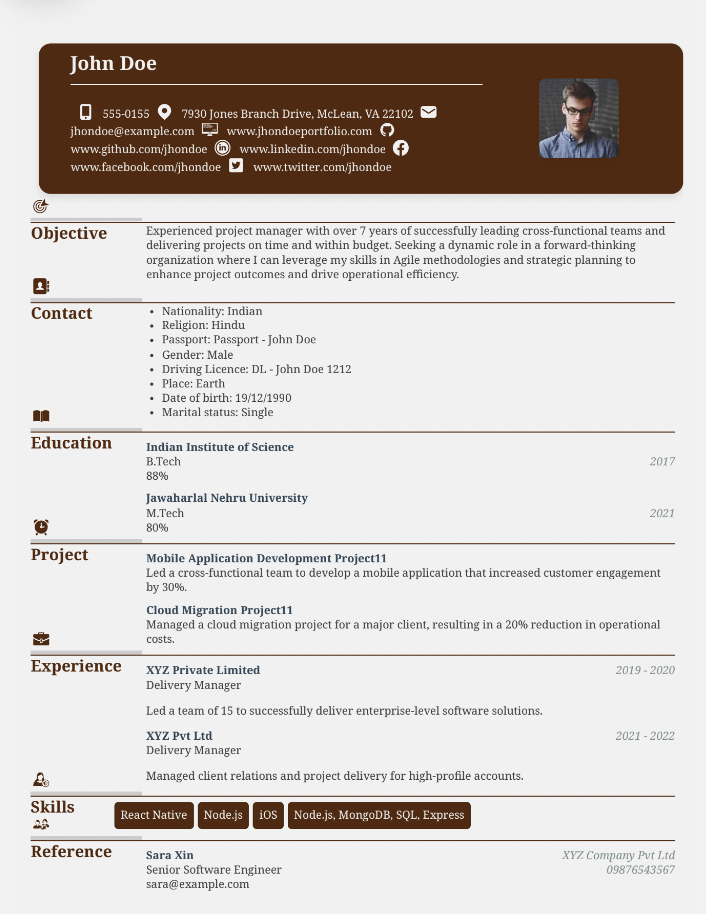 John Doe
555-0155 7930 Jones Branch Drive, McLean, VA 22102
jhondoe@example.com www.jhondoeportfolio.com
www.github/jhondoe www.linkedin.com/jhondoe
www.facebook.com/jhondoe www.twitter.com/jhondoe
Objective
Experienced project manager with over 7 years of successfully leading cross-functional teams and
delivering projects on time and within budget. Seeking a dynamic role in a forward-thinking
organization where I can leverage my skills in Agile methodologies and strategic planning to
enhance project outcomes and drive operational efficiency.
Contact
• Nationality: Indian
• Religion: Hindu
• Passport: Passport - John Doe
• Gender: Male
• Driving Licence: DL - John Doe 1212
• Place: Earth
• Date of birth: 19/12/1990
• Marital status: Single
Education
Indian Institute of Science
B.Tech 2017
88%
Jawaharlal Nehru University
M.Tech 2021
80%
Project
Mobile Application Development Project11
Led a cross-functional team to develop a mobile application that increased customer engagement
by 30%.
Cloud Migration Project11
Managed a cloud migration project for a major client, resulting in a 20% reduction in operational
costs.
Experience
XYZ Private Limited 2019 - 2020
Delivery Manager
Led a team of 15 to successfully deliver enterprise-level software solutions.
XYZ Pvt Ltd 2021 - 2022
Delivery Manager
Managed client relations and project delivery for high-profile accounts.
Skills
React Native Node.js iOS Node.js, MongoDB, SQL, Express
Reference
Sara Xin XYZ Company Pvt Ltd
Senior Software Engineer 09876543567
sara@example.com